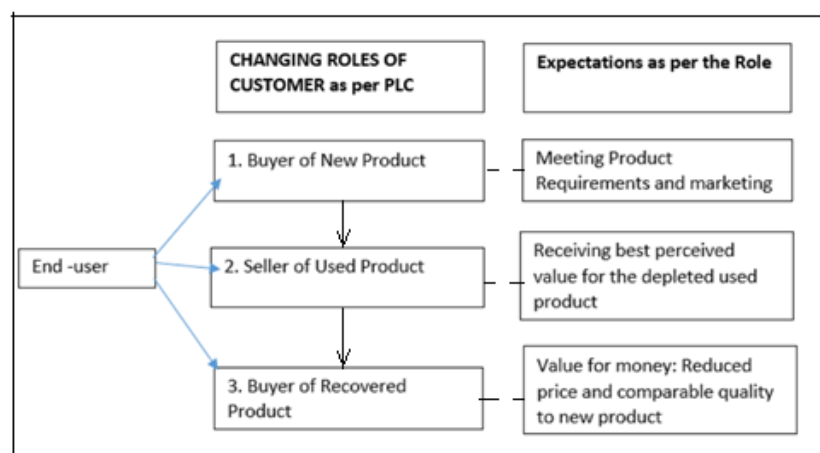 CHANGING ROLES OF
CUSTOMER as per PLC
Expectations as per the Role
1. Buyer of New Product
Meeting Product
Requirements and marketing
End -user
2. Seller of Used Product
Receiving best perceived
value for the depleted used
product
3. Buyer of Recovered
Product
Value for money: Reduced
price and comparable quality
to new product